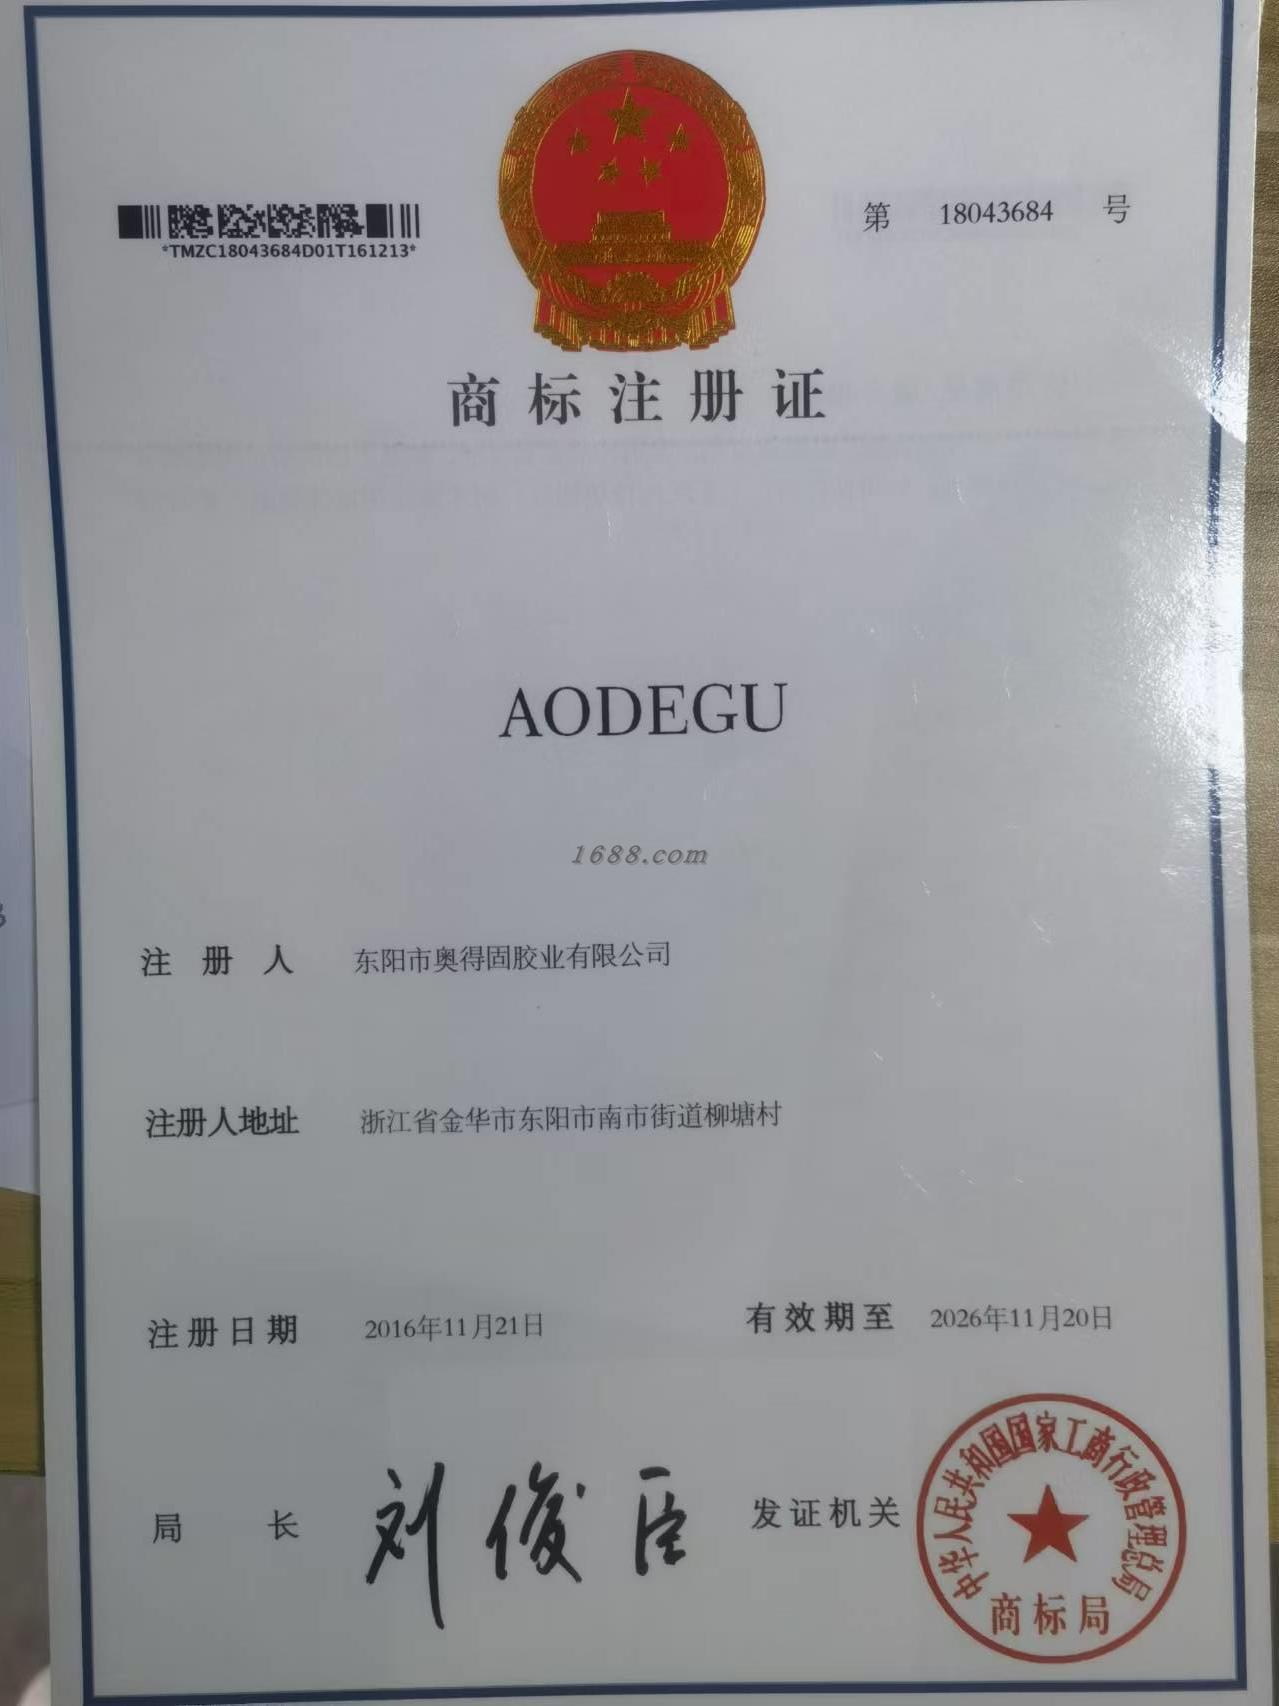 第 18043684 号
*TMZC18043684D01T161213*
商标注册证
AODEGU
1688.com
注册人 东阳市奥得固胶业有限公司
注册人地址 浙江省金华市东阳市南市街道柳塘村
注册日期 2016年11月21日 有效期至 2026年11月20日
局长 刘俊臣 发证机关
中华人民共和国国家工商行政管理总局
商标局